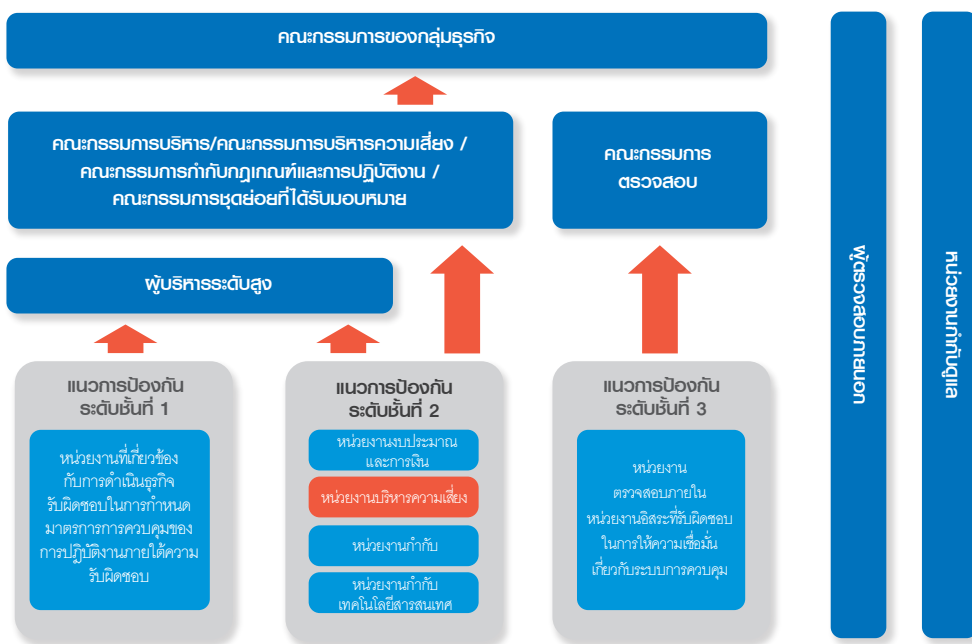 คณะกรรมการของกลุ่มธุรกิจ
คณะกรรมการบริหาร/คณะกรรมการบริหารความเสี่ยง /
คณะกรรมการกำกับกฎเกณฑ์และการปฏิบัติงาน /
คณะกรรมการชุดย่อยที่ได้รับมอบหมาย
คณะกรรมการ
ตรวจสอบ
ผู้บริหารระดับสูง
แนวการป้องกัน
ระดับชั้นที่ 1
หน่วยงานที่เกี่ยวข้อง
กับการดำเนินธุรกิจ
รับผิดชอบในการกำหนด
มาตรการการควบคุมของ
การปฏิบัติงานภายใต้ความ
รับผิดชอบ
แนวการป้องกัน
ระดับชั้นที่ 2
หน่วยงานงบประมาณ
และการเงิน
หน่วยงานบริหารความเสี่ยง
หน่วยงานกำกับ
หน่วยงานกำกับ
เทคโนโลยีสารสนเทศ
แนวการป้องกัน
ระดับชั้นที่ 3
หน่วยงาน
ตรวจสอบภายใน
หน่วยงานอิสระที่รับผิดชอบ
ในการให้ความเชื่อมั่น
เกี่ยวกับระบบการควบคุม
ผู้ตรวจสอบภายนอก
หน่วยงานกำกับดูแล